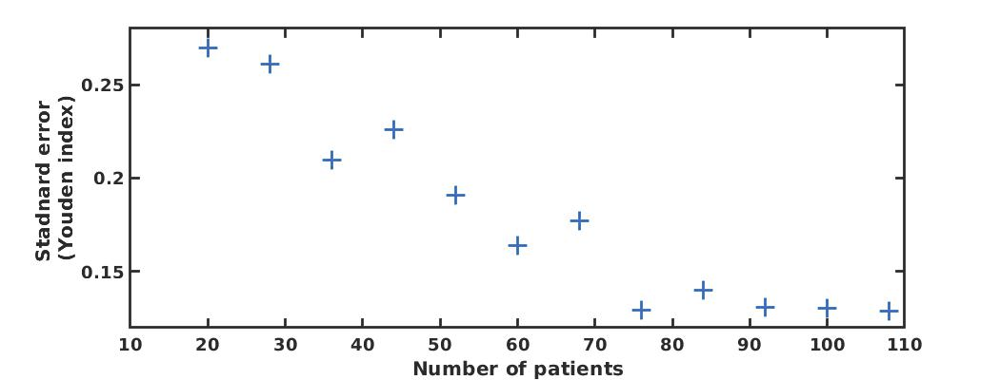 Stadnard error
(Youden index)
0.25
0.2
0.15
10 20 30 40 50 60 70 80 90 100 110
Number of patients